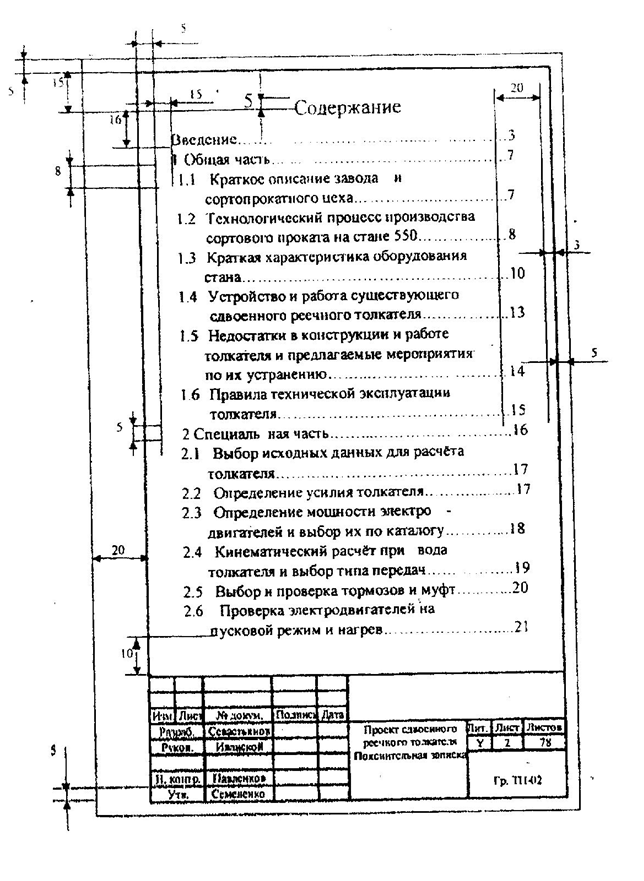 5
5
15
15
5
20
Содержание
16
Введение.....3
8
1 Общая часть.....7
1.1 Краткое описание завода и
сортопрокатного цеха.....7
1.2 Технологический процесс производства
сортового проката на стане 550.....8
3
1.3 Краткая характеристика оборудования
стана.....10
1.4 Устройство и работа существующего
сдвоенного реечного толкателя.....13
1.5 Недостатки в конструкции и работе
толкателя и предлагаемые мероприятия
5
по их устранению.....14
1.6 Правила технической эксплуатации
толкателя.....15
5
2 Специаль ная часть.....16
2.1 Выбор исходных данных для расчёта
толкателя.....17
2.2 Определение усилия толкателя.....17
2.3 Определение мощности электро -
двигателей и выбор их по каталогу.....18
20
2.4 Кинематический расчёт при вода
толкателя и выбор типа передач.....19
2.5 Выбор и проверка тормозов и муфт.....20
2.6 Проверка электродвигателей на
пусковой режим и нагрев.....21
10
Изм Лист № докум. Подпись Дата
Разраб. Севастьянов
Руков. Иваской
Н. контр. Павленков
Утв. Семененко
5
Проект сдвоенного
реечного толкателя
Пояснительная записка
Лит. Лист Листов
У 2 78